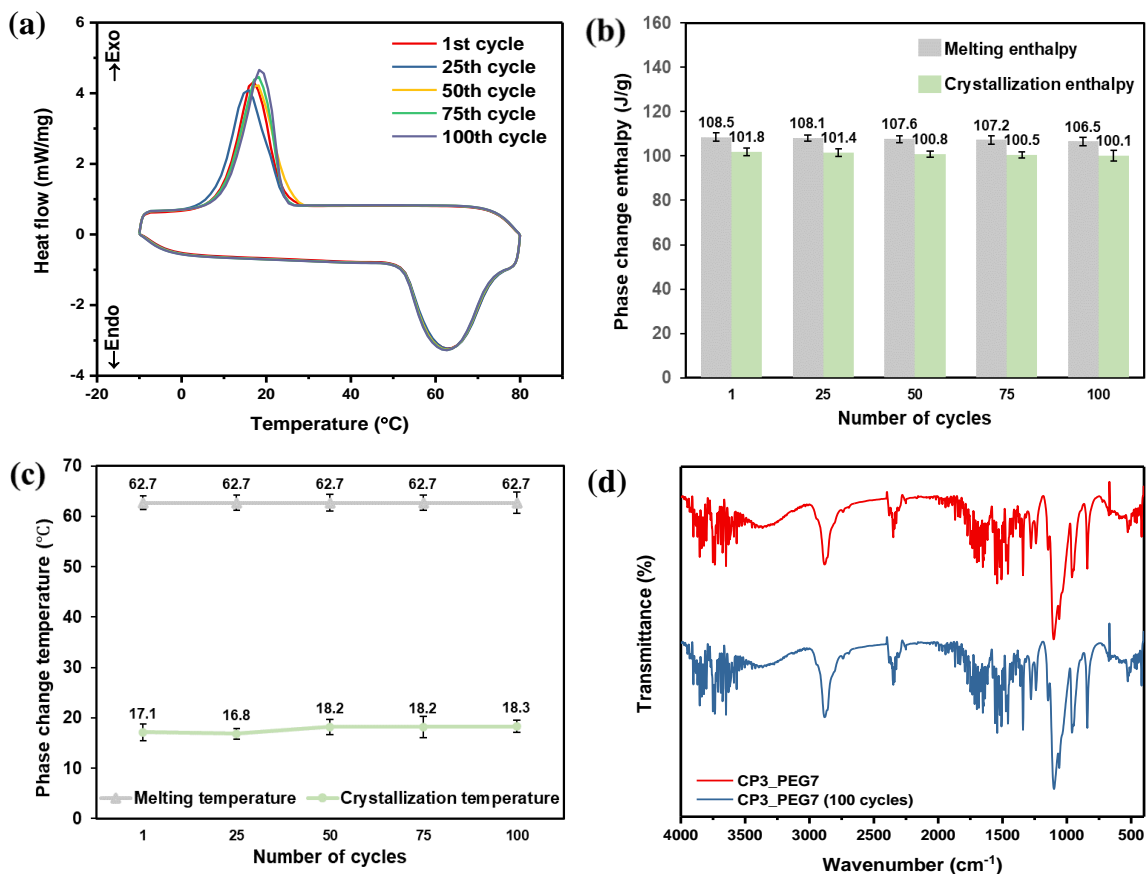 (a)
6
4
2
0
-2
-4
-20
0
20
40
60
80
Heat flow (mW/mg)
Temperature (°C)
→Exo
←Endo
1st cycle
25th cycle
50th cycle
75th cycle
100th cycle
(b)
160
140
120
100
80
60
40
20
0
Phase change enthalpy (J/g)
Melting enthalpy
Crystallization enthalpy
108.5
101.8
108.1
101.4
107.6
100.8
107.2
100.5
106.5
100.1
1
25
50
75
100
Number of cycles
(c)
70
60
50
40
30
20
10
0
Phase change temperature (°C)
62.7
62.7
62.7
62.7
62.7
17.1
16.8
18.2
18.2
18.3
Melting temperature
Crystallization temperature
1
25
50
75
100
Number of cycles
(d)
Transmittance (%)
CP3_PEG7
CP3_PEG7 (100 cycles)
4000
3500
3000
2500
2000
1500
1000
500
Wavenumber (cm⁻¹)